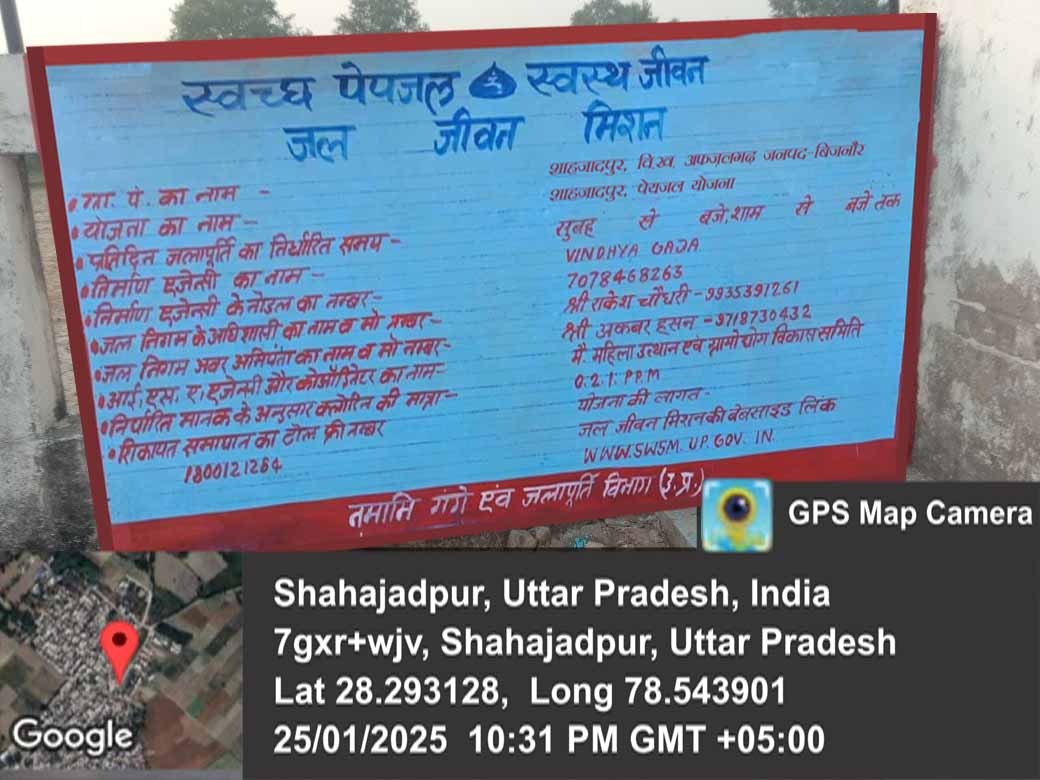 स्वच्छ पेयजल स्वस्थ जीवन
जल जीवन मिशन
• ग्रा. पं. का नाम - शाहजादपुर, वि.ख. अफजलगढ़ जनपद-बिजनौर
• योजना का नाम - शाहजादपुर, पेयजल योजना
• प्रतिदिन जलापूर्ति का निर्धारित समय - सुबह से बजे, शाम से बजे तक
• निर्माण एजेन्सी का नाम - VINDHYA GAJA
• निर्माण एजेन्सी के नोडल का नम्बर - 7078468263
• जल निगम के अधिशासी का नाम व मो नम्बर - श्री राकेश चौधरी - 9935391261
• जल निगम अवर अभियंता का नाम व मो नम्बर - श्री अकबर हसन - 9718730432
• आई. एस. ए. एजेन्सी और कोऑर्डिनेटर का नाम - मै. महिला उत्थान एवं ग्रामोद्योग विकास समिति
• निर्धारित मानक के अनुसार क्लोरिन की मात्रा - 0.2 1. PPM
• शिकायत समाधान का टोल फ्री नम्बर योजना की लागत -
1800121264 जल जीवन मिशन की बेवसाइड लिंक
WWW.SWSM.UP.GOV.IN.
नमामि गंगे एंव जलापूर्ति विभाग (उ.प्र.)
GPS Map Camera
Shahajadpur, Uttar Pradesh, India
7gxr+wjv, Shahajadpur, Uttar Pradesh
Lat 28.293128, Long 78.543901
25/01/2025 10:31 PM GMT +05:00
Google